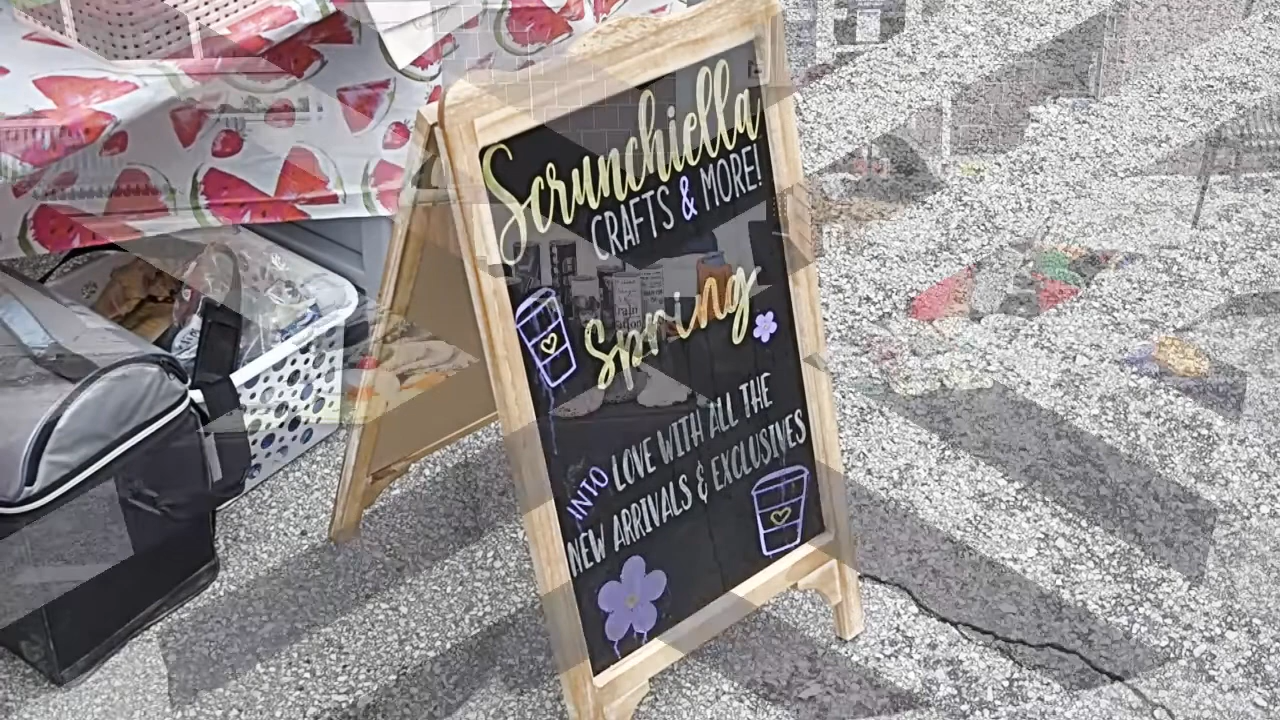 Scrunchiella
CRAFTS & MORE!
Spring
INTO LOVE WITH ALL THE
NEW ARRIVALS & EXCLUSIVES